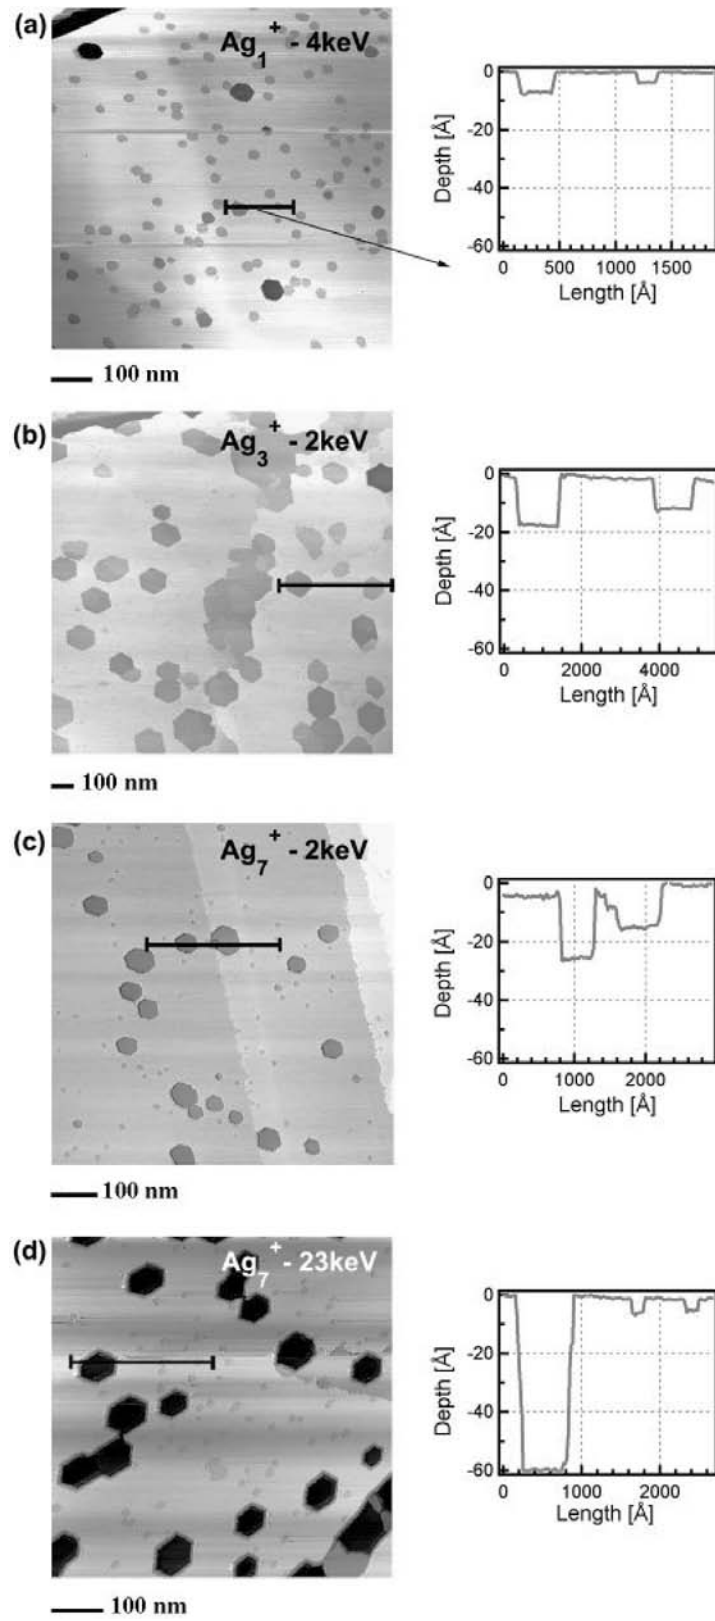 (a)
Ag1+ - 4keV
0
-20
-40
-60
Depth [Å]
0 500 1000 1500
Length [Å]
100 nm
(b)
Ag3+ - 2keV
0
-20
-40
-60
Depth [Å]
0 2000 4000
Length [Å]
100 nm
(c)
Ag7+ - 2keV
0
-20
-40
-60
Depth [Å]
0 1000 2000
Length [Å]
100 nm
(d)
Ag7+ - 23keV
0
-20
-40
-60
Depth [Å]
0 1000 2000
Length [Å]
100 nm